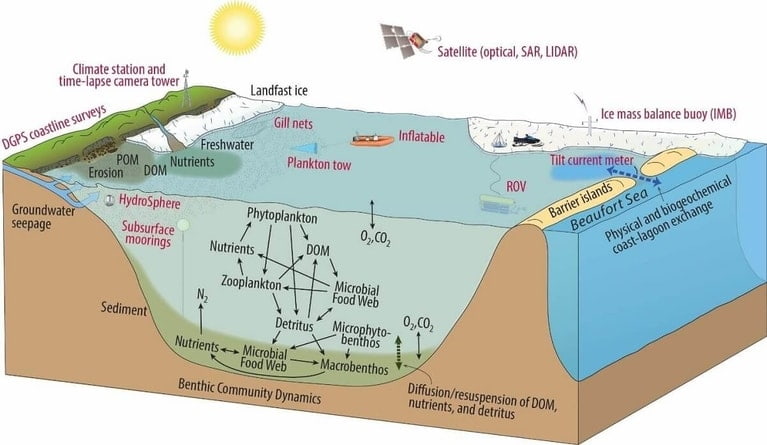 Satellite (optical, SAR, LIDAR)
Climate station and
time-lapse camera tower
Landfast ice
DGPS coastline surveys
Gill nets
Inflatable
Ice mass balance buoy (IMB)
Freshwater
POM
Erosion
DOM
Nutrients
Plankton tow
Tilt current meter
ROV
Barrier islands
Beaufort Sea
Physical and biogeochemical
coast-lagoon exchange
Groundwater
seepage
HydroSphere
Subsurface
moorings
Phytoplankton
O2,CO2
Nutrients
DOM
Zooplankton
Microbial
Food Web
N2
Sediment
Detritus
Microphyto-
benthos
O2,CO2
Nutrients
Microbial
Food Web
Macrobenthos
Benthic Community Dynamics
Diffusion/resuspension of DOM,
nutrients, and detritus